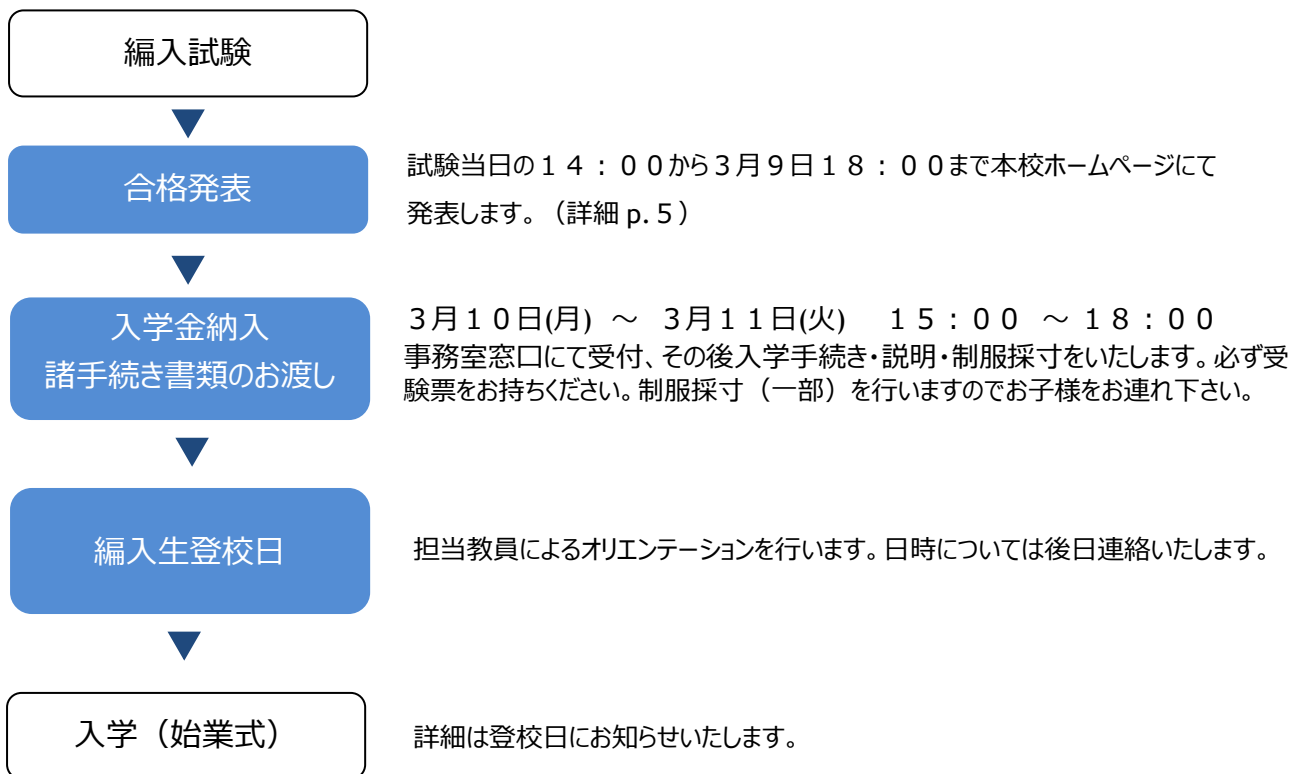 編入試験
合格発表
試験当日の１４：００から３月９日１８：００まで本校ホームページにて
発表します。（詳細 p.５）
入学金納入
諸手続き書類のお渡し
３月１０日(月) ～ ３月１１日(火)　１５：００ ～１８：００
事務室窓口にて受付、その後入学手続き・説明・制服採寸をいたします。必ず受
験票をお持ちください。制服採寸（一部）を行いますのでお子様をお連れ下さい。
編入生登校日
担当教員によるオリエンテーションを行います。日時については後日連絡いたします。
入学（始業式）
詳細は登校日にお知らせいたします。